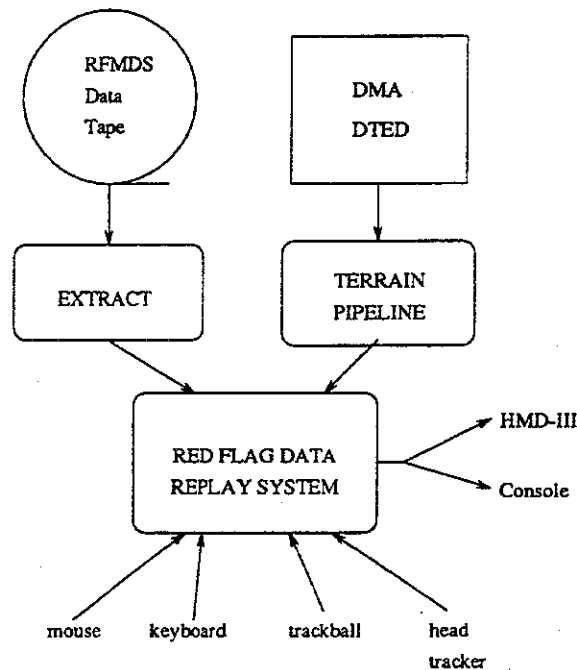 RFMDS
Data
Tape
DMA
DTED
EXTRACT
TERRAIN
PIPELINE
RED FLAG DATA
REPLAY SYSTEM
HMD-III
Console
mouse
keyboard
trackball
head
tracker